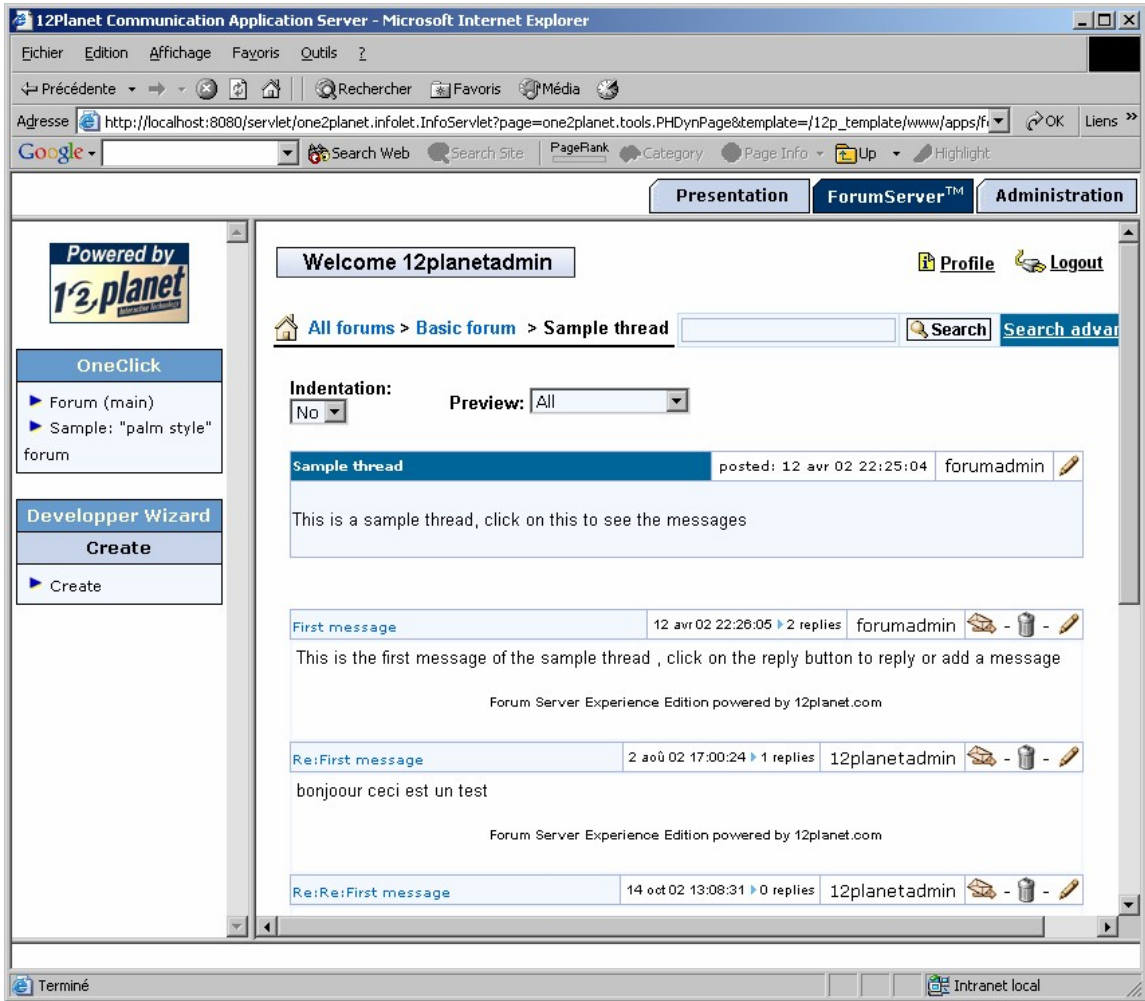 12Planet Communication Application Server - Microsoft Internet Explorer
Fichier Edition Affichage Favoris Outils ?
Précédente Rechercher Favoris Média
Adresse http://localhost:8080/servlet/one2planet.infolet.InfoServlet?page=one2planet.tools.PHDynPage&template=/12p_template/www/apps/f OK Liens »
Google Search Web Search Site PageRank Category Page Info Up Highlight
Presentation ForumServer™ Administration
Powered by
12planet
Interactive Technology
OneClick
Forum (main)
Sample: "palm style"
forum
Developper Wizard
Create
Create
Welcome 12planetadmin Profile Logout
All forums > Basic forum > Sample thread Search Search advan
Indentation:
No Preview: All
Sample thread posted: 12 avr 02 22:25:04 forumadmin
This is a sample thread, click on this to see the messages
First message 12 avr 02 22:26:05 2 replies forumadmin - -
This is the first message of the sample thread , click on the reply button to reply or add a message
Forum Server Experience Edition powered by 12planet.com
Re:First message 2 aoû 02 17:00:24 1 replies 12planetadmin - -
bonjoour ceci est un test
Forum Server Experience Edition powered by 12planet.com
Re:Re:First message 14 oct 02 13:08:31 0 replies 12planetadmin - -
Terminé Intranet local